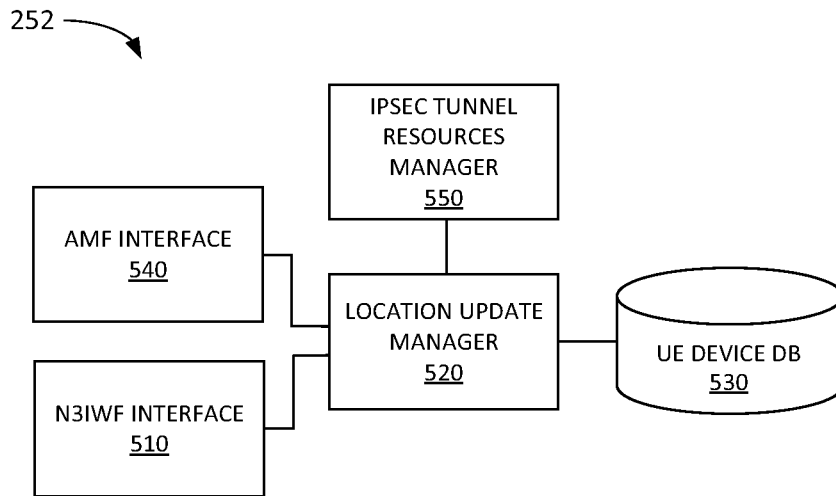 252
IPSEC TUNNEL
RESOURCES
MANAGER
550
AMF INTERFACE
540
LOCATION UPDATE
MANAGER
520
UE DEVICE DB
530
N3IWF INTERFACE
510